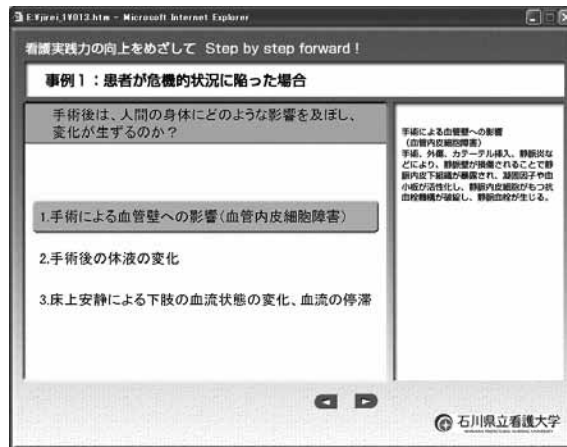 E:¥jirei_1¥013.htm - Microsoft Internet Explorer
看護実践力の向上をめざして Step by step forward !
事例1：患者が危機的状況に陥った場合
手術後は、人間の身体にどのような影響を及ぼし、
変化が生ずるのか？
1.手術による血管壁への影響（血管内皮細胞障害）
2.手術後の体液の変化
3.床上安静による下肢の血流状態の変化、血流の停滞
手術による血管壁への影響
（血管内皮細胞障害）
手術、外傷、カテーテル挿入、静脈炎な
どにより、静脈壁が損傷されることで静
脈内皮下組織が暴露され、凝固因子や血
小板が活性化し、静脈内皮細胞がもつ抗
血栓機構が破綻し、静脈血栓が生じる。
石川県立看護大学